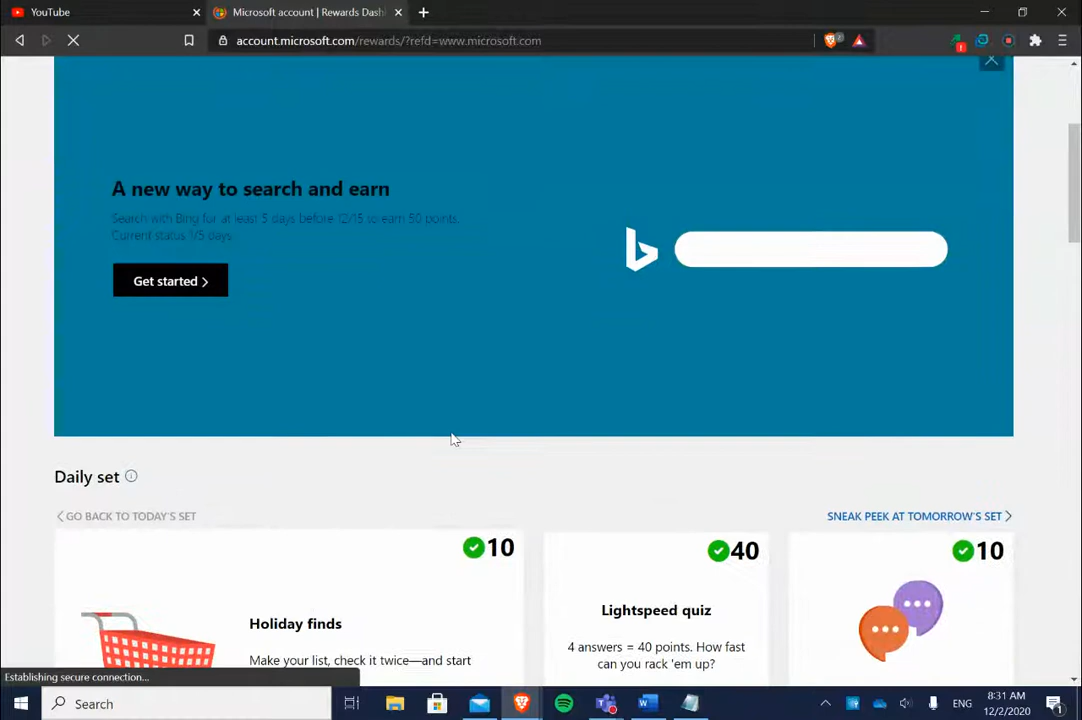 YouTube
Microsoft account | Rewards Dash
account.microsoft.com/rewards/?refd=www.microsoft.com
A new way to search and earn
Search with Bing for at least 5 days before 12/15 to earn 50 points.
Current status 1/5 days.
Get started
Daily set
GO BACK TO TODAY'S SET
SNEAK PEEK AT TOMORROW'S SET
10
40
10
Holiday finds
Make your list, check it twice—and start
Lightspeed quiz
4 answers = 40 points. How fast
can you rack 'em up?
Establishing secure connection...
Search
ENG
8:31 AM
12/2/2020
1